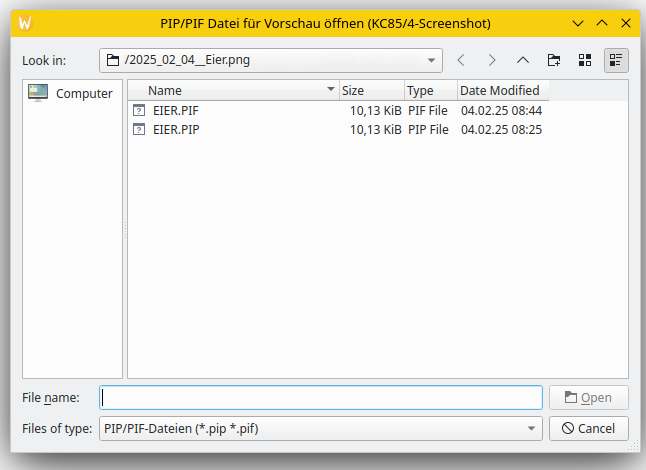 PIP/PIF Datei für Vorschau öffnen (KC85/4-Screenshot)
Look in: /2025_02_04__Eier.png
Computer
Name Size Type Date Modified
EIER.PIF 10,13 KiB PIF File 04.02.25 08:44
EIER.PIP 10,13 KiB PIP File 04.02.25 08:25
File name: Open
Files of type: PIP/PIF-Dateien (*.pip *.pif) Cancel